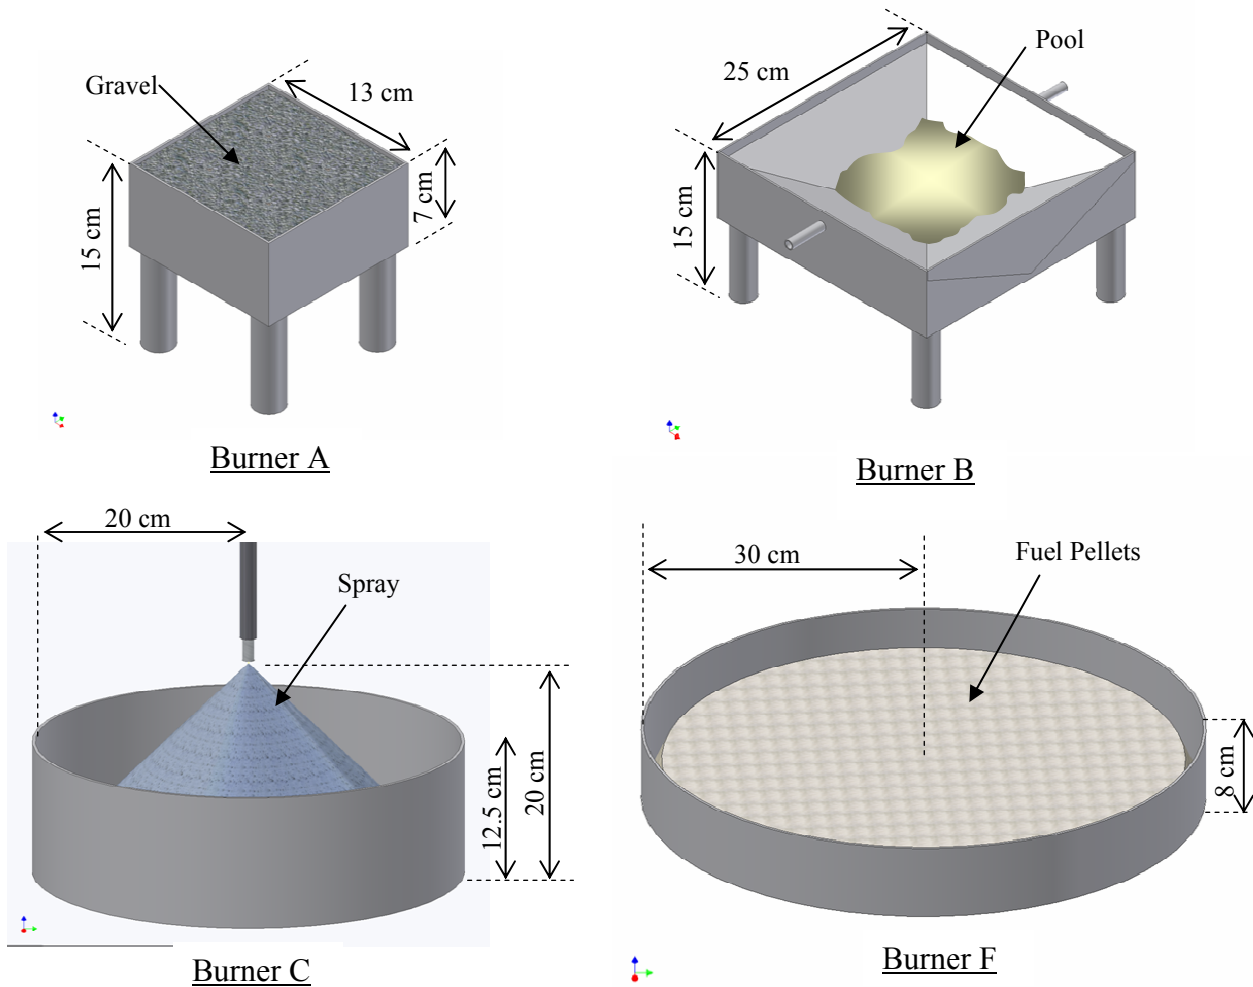 Gravel
13 cm
15 cm
7 cm
Burner A
Pool
25 cm
15 cm
Burner B
20 cm
Spray
12.5 cm
20 cm
Burner C
30 cm
Fuel Pellets
8 cm
Burner F